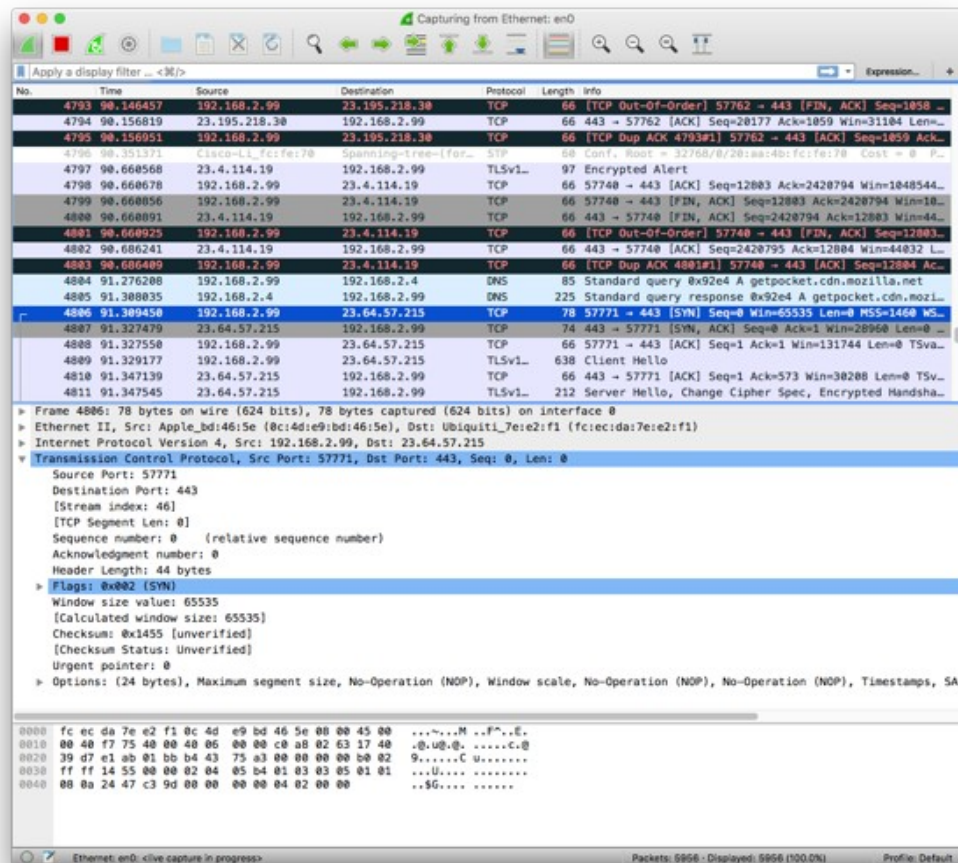 Capturing from Ethernet: en0
Apply a display filter ... <⌘/>
Expression... +
No. Time Source Destination Protocol Length Info
4793 90.146457 192.168.2.99 23.195.218.30 TCP 66 [TCP Out-Of-Order] 57762 → 443 [FIN, ACK] Seq=1058 …
4794 90.156819 23.195.218.30 192.168.2.99 TCP 66 443 → 57762 [ACK] Seq=20177 Ack=1059 Win=31104 Len=…
4795 90.156951 192.168.2.99 23.195.218.30 TCP 66 [TCP Dup ACK 4793#1] 57762 → 443 [ACK] Seq=1059 Ack…
4796 90.351371 Cisco-Li_fc:fe:70 Spanning-tree-(for… STP 60 Conf. Root = 32768/0/20:aa:4b:fc:fe:70 Cost = 0 P…
4797 90.660568 23.4.114.19 192.168.2.99 TLSv1… 97 Encrypted Alert
4798 90.660678 192.168.2.99 23.4.114.19 TCP 66 57740 → 443 [ACK] Seq=12803 Ack=2420794 Win=1048544…
4799 90.660856 192.168.2.99 23.4.114.19 TCP 66 57740 → 443 [FIN, ACK] Seq=12803 Ack=2420794 Win=10…
4800 90.660891 23.4.114.19 192.168.2.99 TCP 66 443 → 57740 [FIN, ACK] Seq=2420794 Ack=12803 Win=44…
4801 90.660925 192.168.2.99 23.4.114.19 TCP 66 [TCP Out-Of-Order] 57740 → 443 [FIN, ACK] Seq=12803…
4802 90.686241 23.4.114.19 192.168.2.99 TCP 66 443 → 57740 [ACK] Seq=2420795 Ack=12804 Win=44032 L…
4803 90.686409 192.168.2.99 23.4.114.19 TCP 66 [TCP Dup ACK 4801#1] 57740 → 443 [ACK] Seq=12804 Ac…
4804 91.276208 192.168.2.99 192.168.2.4 DNS 85 Standard query 0x92e4 A getpocket.cdn.mozilla.net
4805 91.308035 192.168.2.4 192.168.2.99 DNS 225 Standard query response 0x92e4 A getpocket.cdn.mozi…
4806 91.309450 192.168.2.99 23.64.57.215 TCP 78 57771 → 443 [SYN] Seq=0 Win=65535 Len=0 MSS=1460 WS…
4807 91.327479 23.64.57.215 192.168.2.99 TCP 74 443 → 57771 [SYN, ACK] Seq=0 Ack=1 Win=28960 Len=0 …
4808 91.327550 192.168.2.99 23.64.57.215 TCP 66 57771 → 443 [ACK] Seq=1 Ack=1 Win=131744 Len=0 TSva…
4809 91.329177 192.168.2.99 23.64.57.215 TLSv1… 638 Client Hello
4810 91.347139 23.64.57.215 192.168.2.99 TCP 66 443 → 57771 [ACK] Seq=1 Ack=573 Win=30208 Len=0 TSv…
4811 91.347545 23.64.57.215 192.168.2.99 TLSv1… 212 Server Hello, Change Cipher Spec, Encrypted Handsha…
Frame 4806: 78 bytes on wire (624 bits), 78 bytes captured (624 bits) on interface 0
Ethernet II, Src: Apple_bd:46:5e (0c:4d:e9:bd:46:5e), Dst: Ubiquiti_7e:e2:f1 (fc:ec:da:7e:e2:f1)
Internet Protocol Version 4, Src: 192.168.2.99, Dst: 23.64.57.215
Transmission Control Protocol, Src Port: 57771, Dst Port: 443, Seq: 0, Len: 0
Source Port: 57771
Destination Port: 443
[Stream index: 46]
[TCP Segment Len: 0]
Sequence number: 0 (relative sequence number)
Acknowledgment number: 0
Header Length: 44 bytes
Flags: 0x002 (SYN)
Window size value: 65535
[Calculated window size: 65535]
Checksum: 0x1455 [unverified]
[Checksum Status: Unverified]
Urgent pointer: 0
Options: (24 bytes), Maximum segment size, No-Operation (NOP), Window scale, No-Operation (NOP), No-Operation (NOP), Timestamps, SA
0000 fc ec da 7e e2 f1 0c 4d e9 bd 46 5e 08 00 45 00 ...~...M ..F^..E.
0010 00 40 f7 75 40 00 40 06 00 00 c0 a8 02 63 17 40 .@.u@.@. .....c.@
0020 39 d7 e1 ab 01 bb b4 43 75 a3 00 00 00 00 b0 02 9......C u.......
0030 ff ff 14 55 00 00 02 04 05 b4 01 03 03 05 01 01 ...U.... ........
0040 08 0a 24 47 c3 9d 00 00 00 00 04 02 00 00 ..$G.... ......
Ethernet: en0: <live capture in progress> Packets: 5956 · Displayed: 5956 (100.0%) Profile: Default